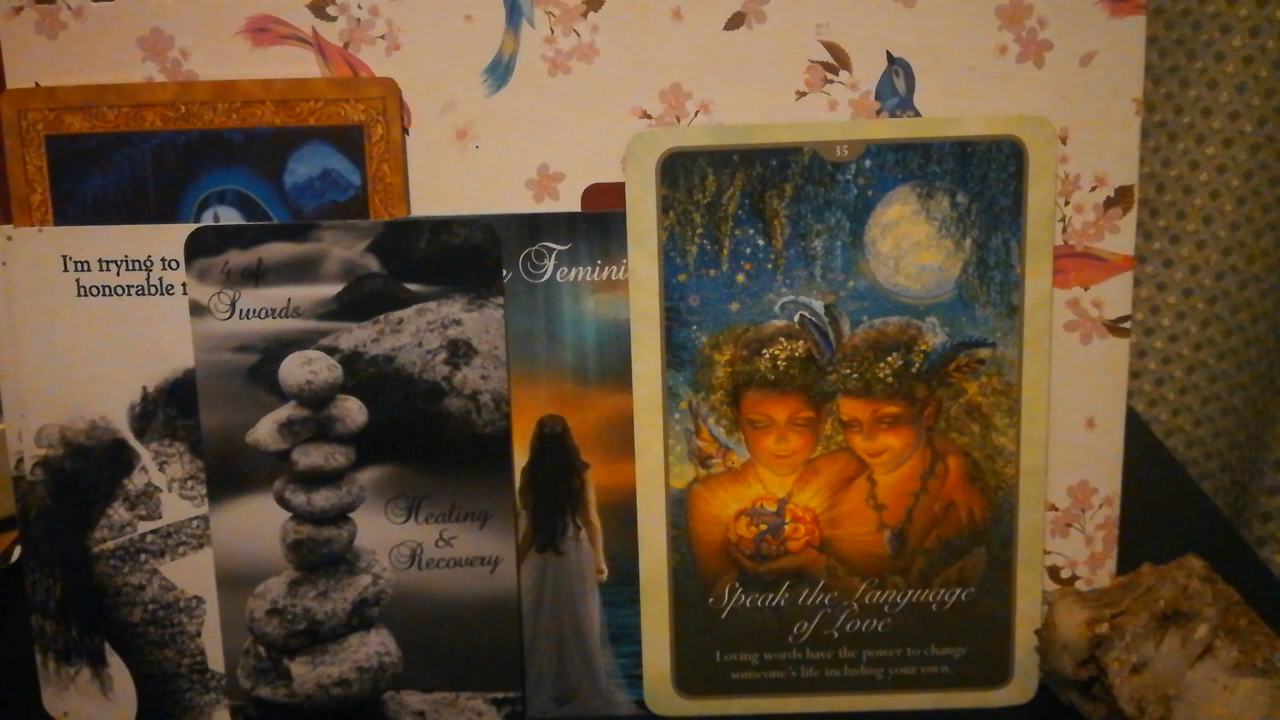 I'm trying to
honorable
4 of
Swords
Healing
&
Recovery
Femini
35
Speak the Language
of Love
Loving words have the power to change
someone's life including your own.